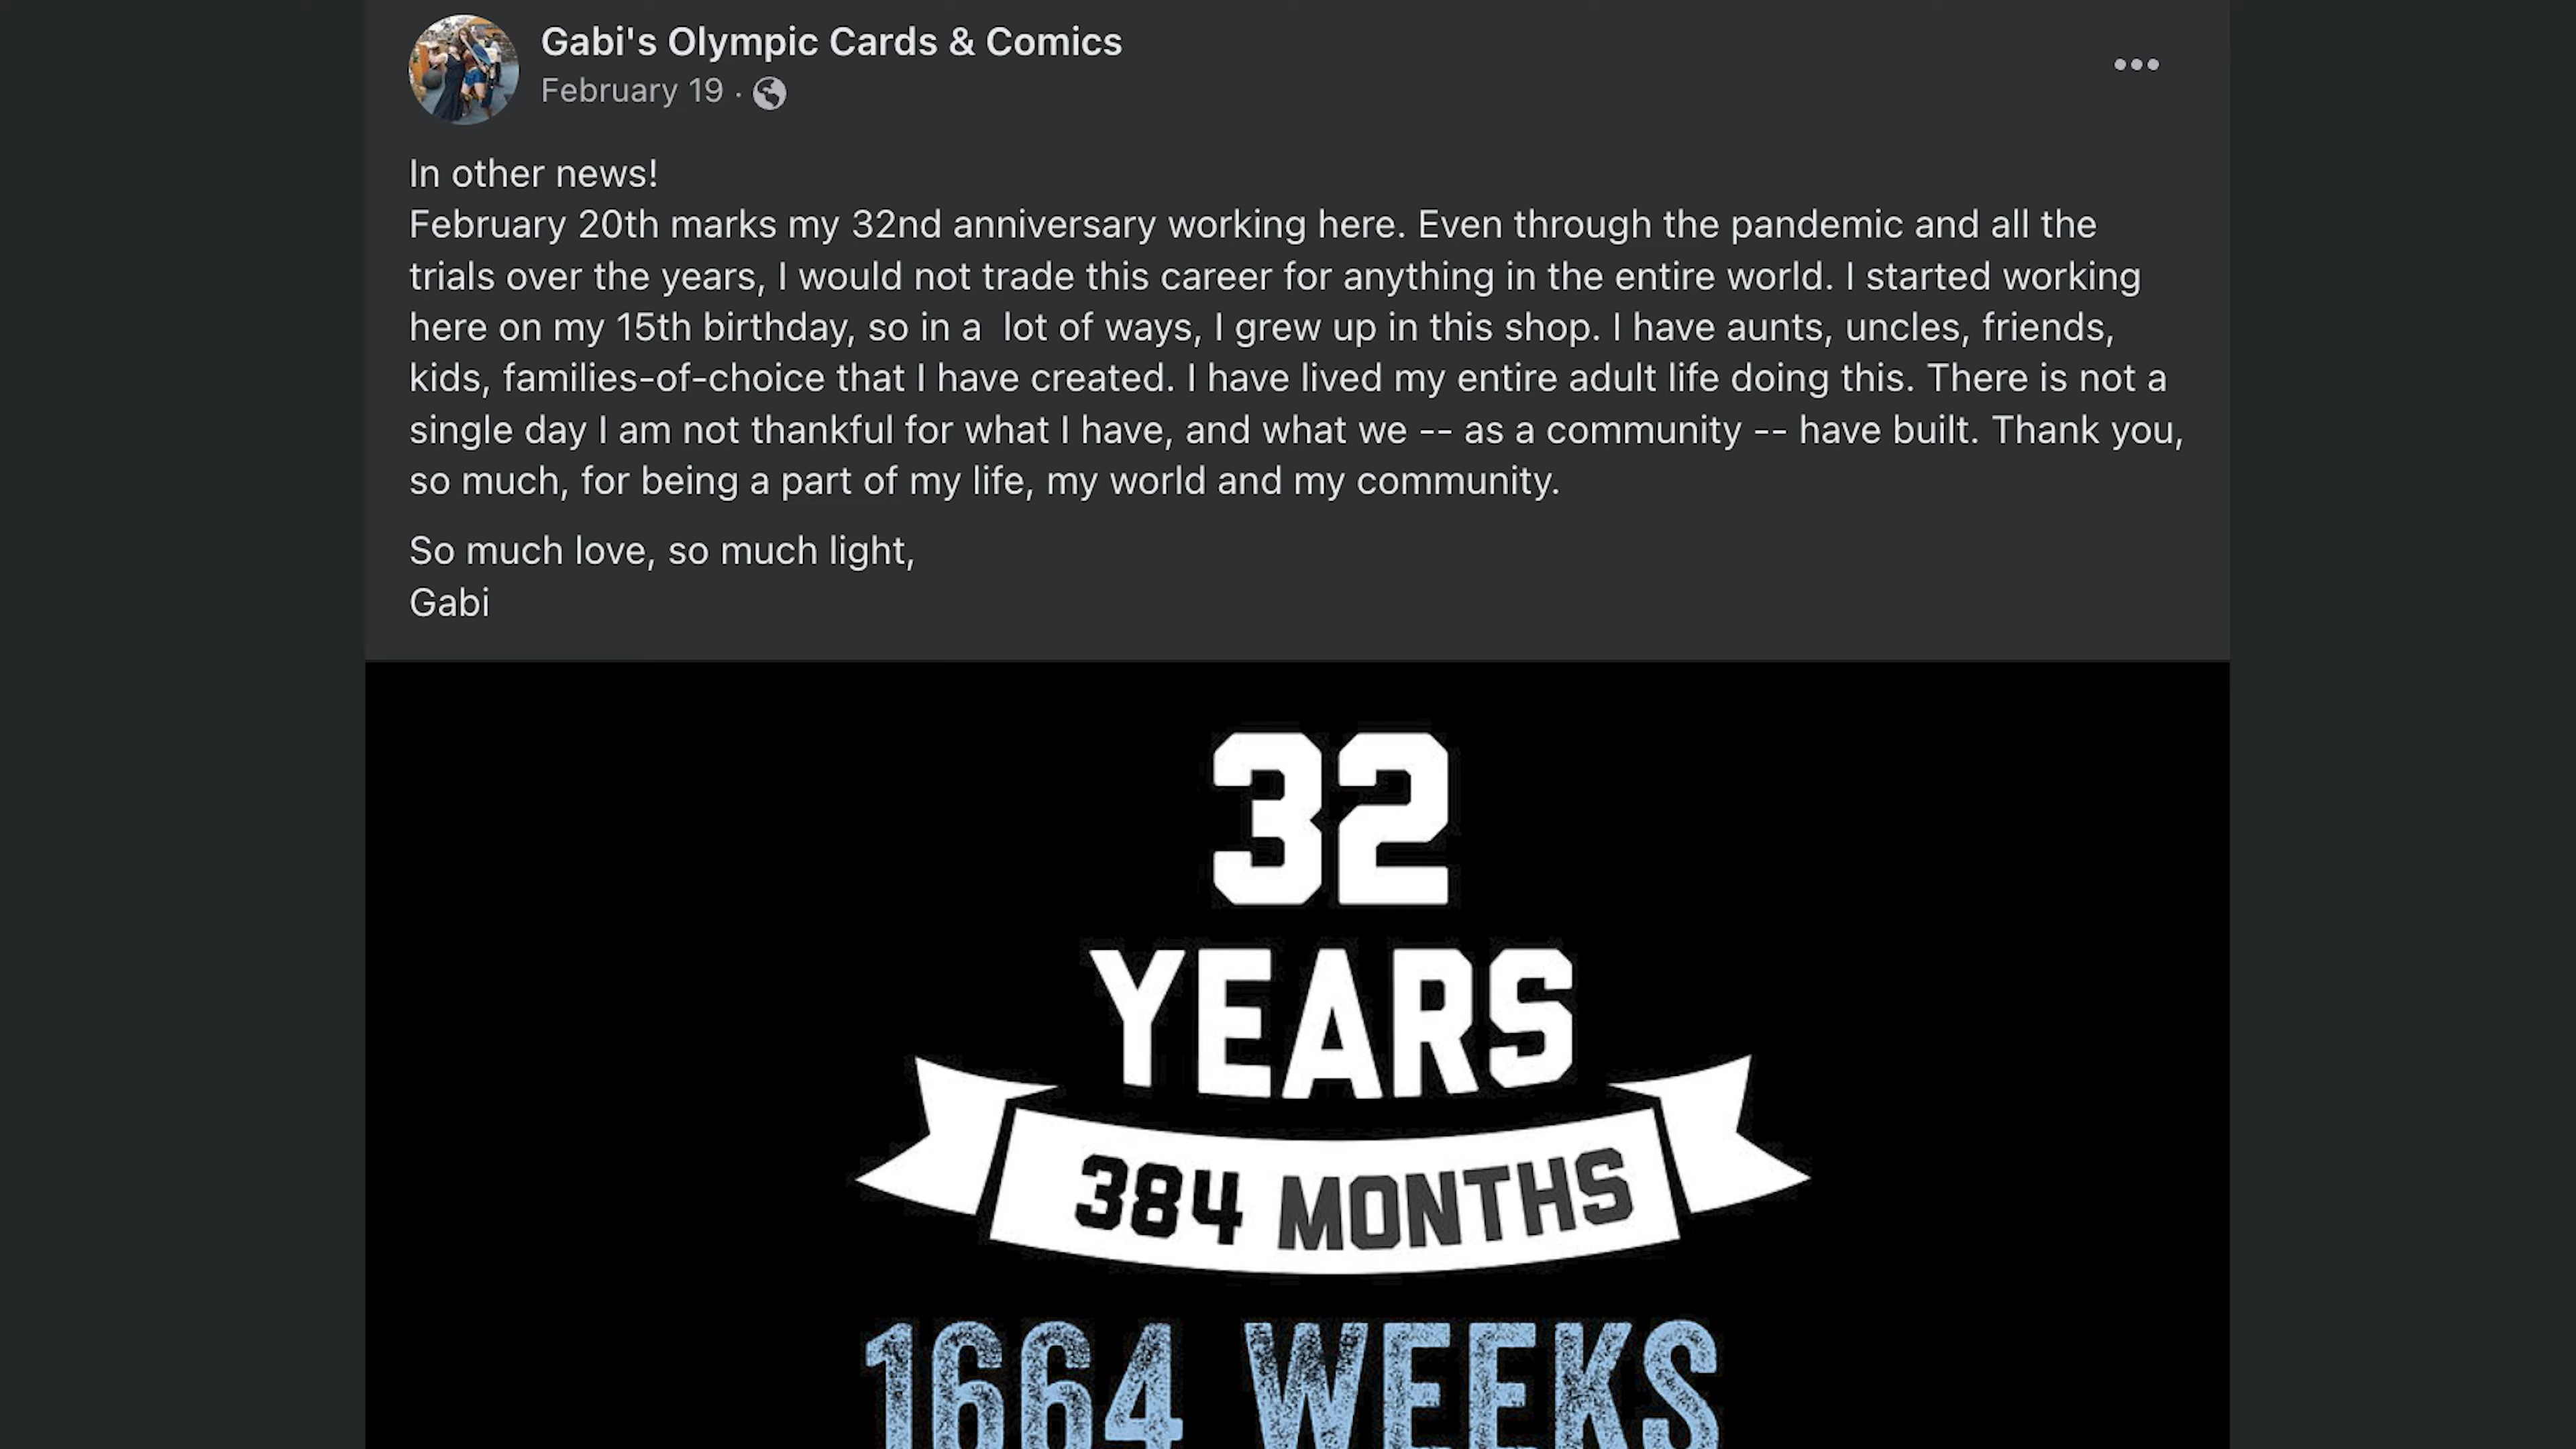 Gabi's Olympic Cards & Comics
February 19 ·
In other news!
February 20th marks my 32nd anniversary working here. Even through the pandemic and all the
trials over the years, I would not trade this career for anything in the entire world. I started working
here on my 15th birthday, so in a  lot of ways, I grew up in this shop. I have aunts, uncles, friends,
kids, families-of-choice that I have created. I have lived my entire adult life doing this. There is not a
single day I am not thankful for what I have, and what we -- as a community -- have built. Thank you,
so much, for being a part of my life, my world and my community.
So much love, so much light,
Gabi
32
YEARS
384 MONTHS
1664 WEEKS